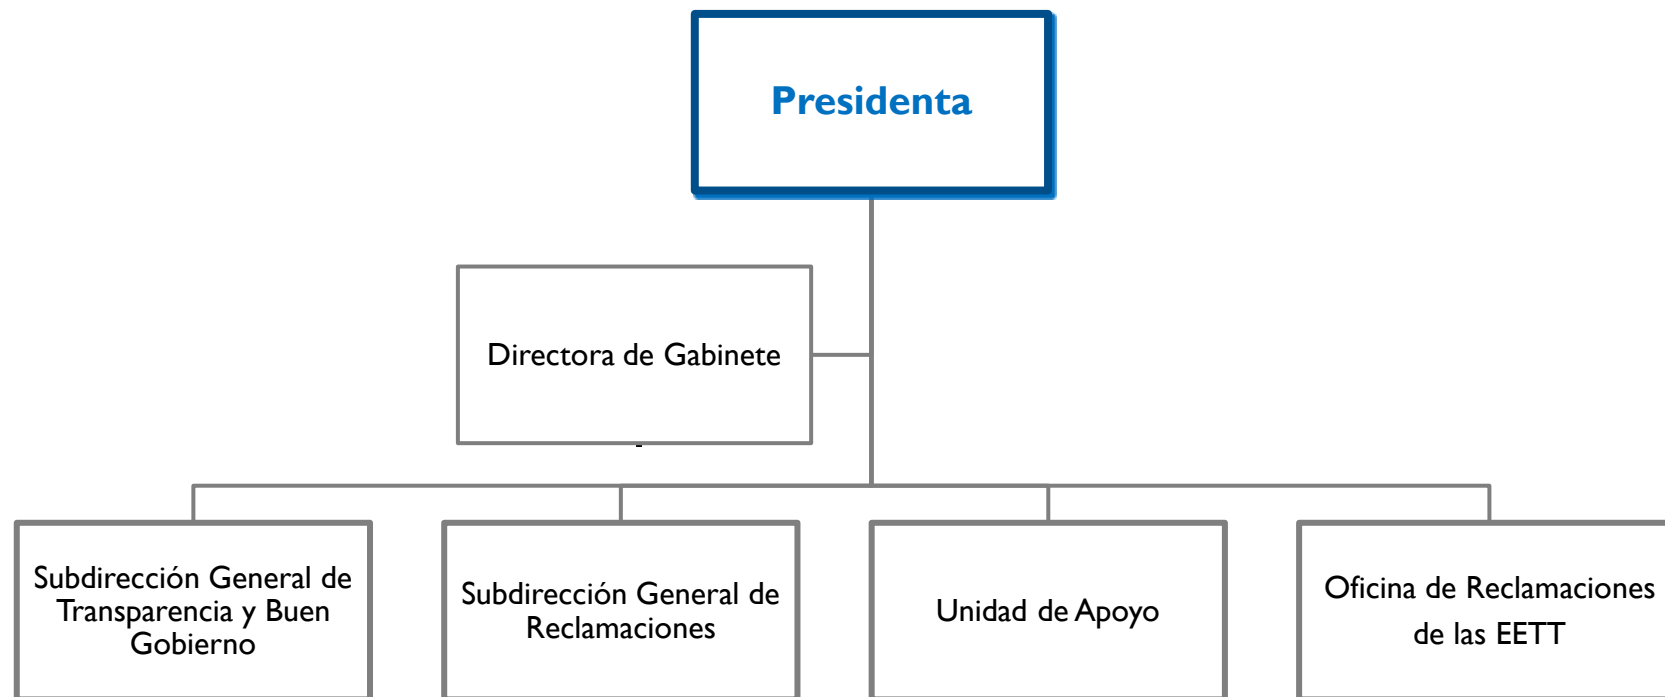 Presidenta
Directora de Gabinete
Subdirección General de
Transparencia y Buen
Gobierno
Subdirección General de
Reclamaciones
Unidad de Apoyo
Oficina de Reclamaciones
de las EETT